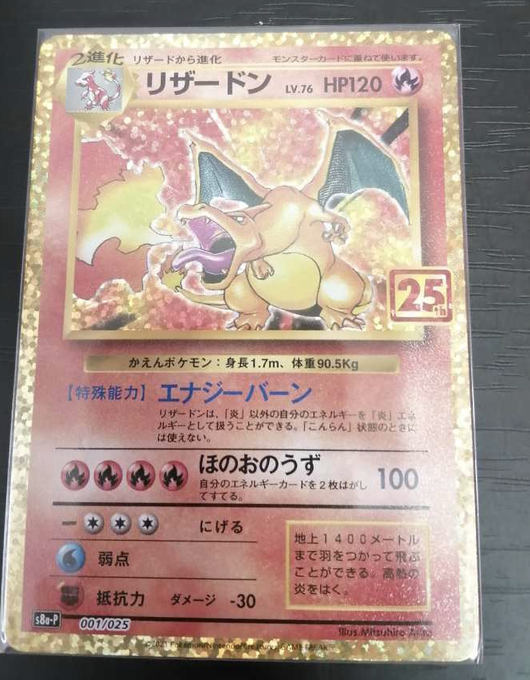 2進化 リザードから進化 モンスターカードに重ねて使います。
リザードン LV.76 HP120
25th
かえんポケモン：身長1.7m、体重90.5Kg
【特殊能力】エナジーバーン
リザードンは、「炎」以外の自分のエネルギーを「炎」エネ
ルギーとして扱うことができる。「こんらん」状態のときに
は使えない。
ほのおのうず 100
自分のエネルギーカードを２枚はがし
てすてる。
にげる
弱点
抵抗力 ダメージ -30
地上１４００メートル
まで羽をつかって飛ぶ
ことができる。高熱の
炎をはく。
s8a-P 001/025
Illus.Mitsuhiro Arita